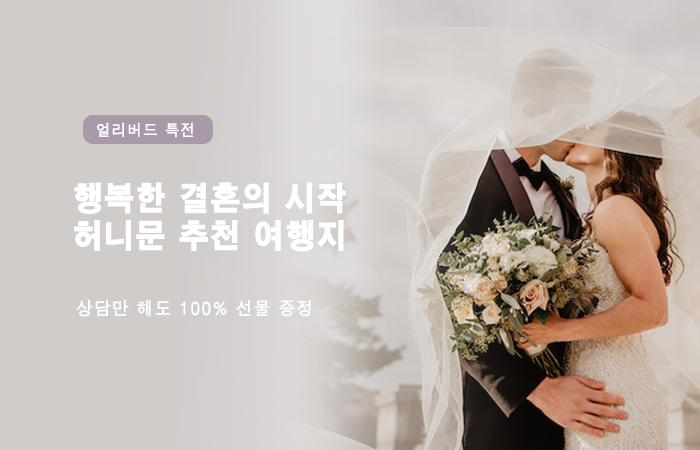 얼리버드 특전
행복한 결혼의 시작
허니문 추천 여행지
상담만 해도 100% 선물 증정